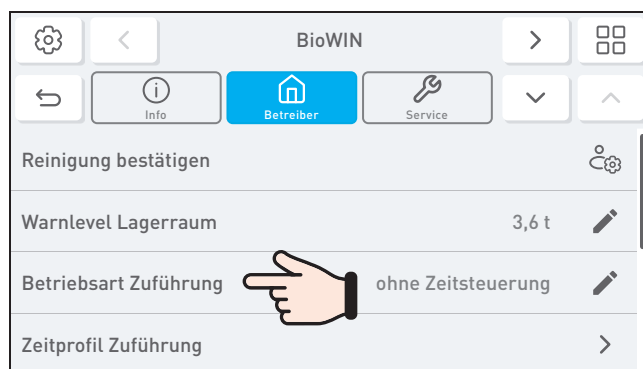 BioWIN
Info
Betreiber
Service
Reinigung bestätigen
Warnlevel Lagerraum 3,6 t
Betriebsart Zuführung ohne Zeitsteuerung
Zeitprofil Zuführung